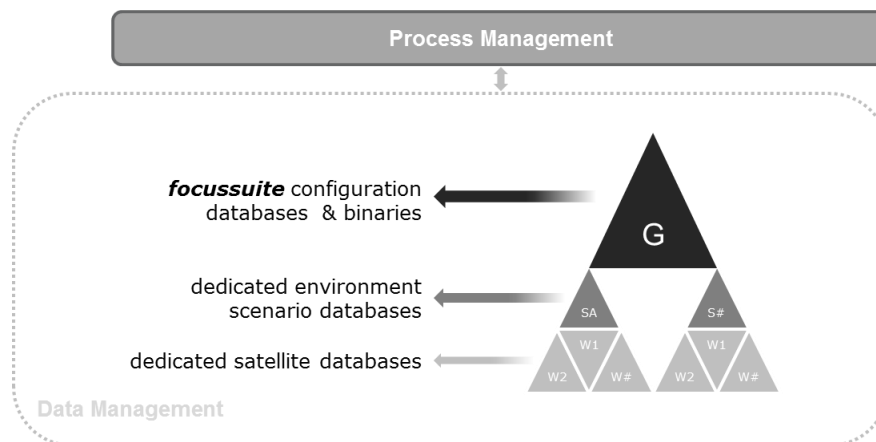 Process Management
focussuite configuration
databases & binaries
G
dedicated environment
scenario databases
SA
S#
dedicated satellite databases
W1
W1
W2
W#
W2
W#
Data Management